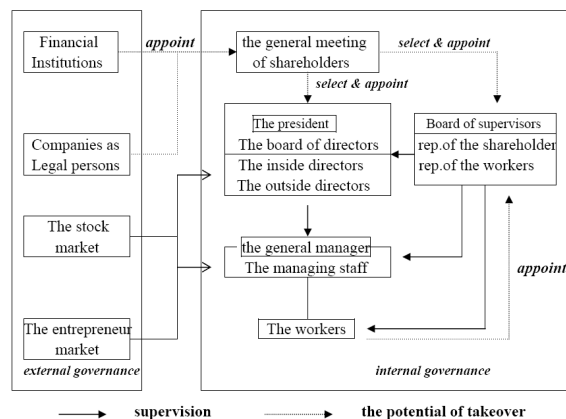 Financial
Institutions
appoint
the general meeting
of shareholders
select & appoint
select & appoint
Companies as
Legal persons
The president
The board of directors
The inside directors
The outside directors
Board of supervisors
rep.of the shareholder
rep.of the workers
The stock
market
the general manager
The managing staff
appoint
The entrepreneur
market
The workers
external governance
internal governance
supervision
the potential of takeover